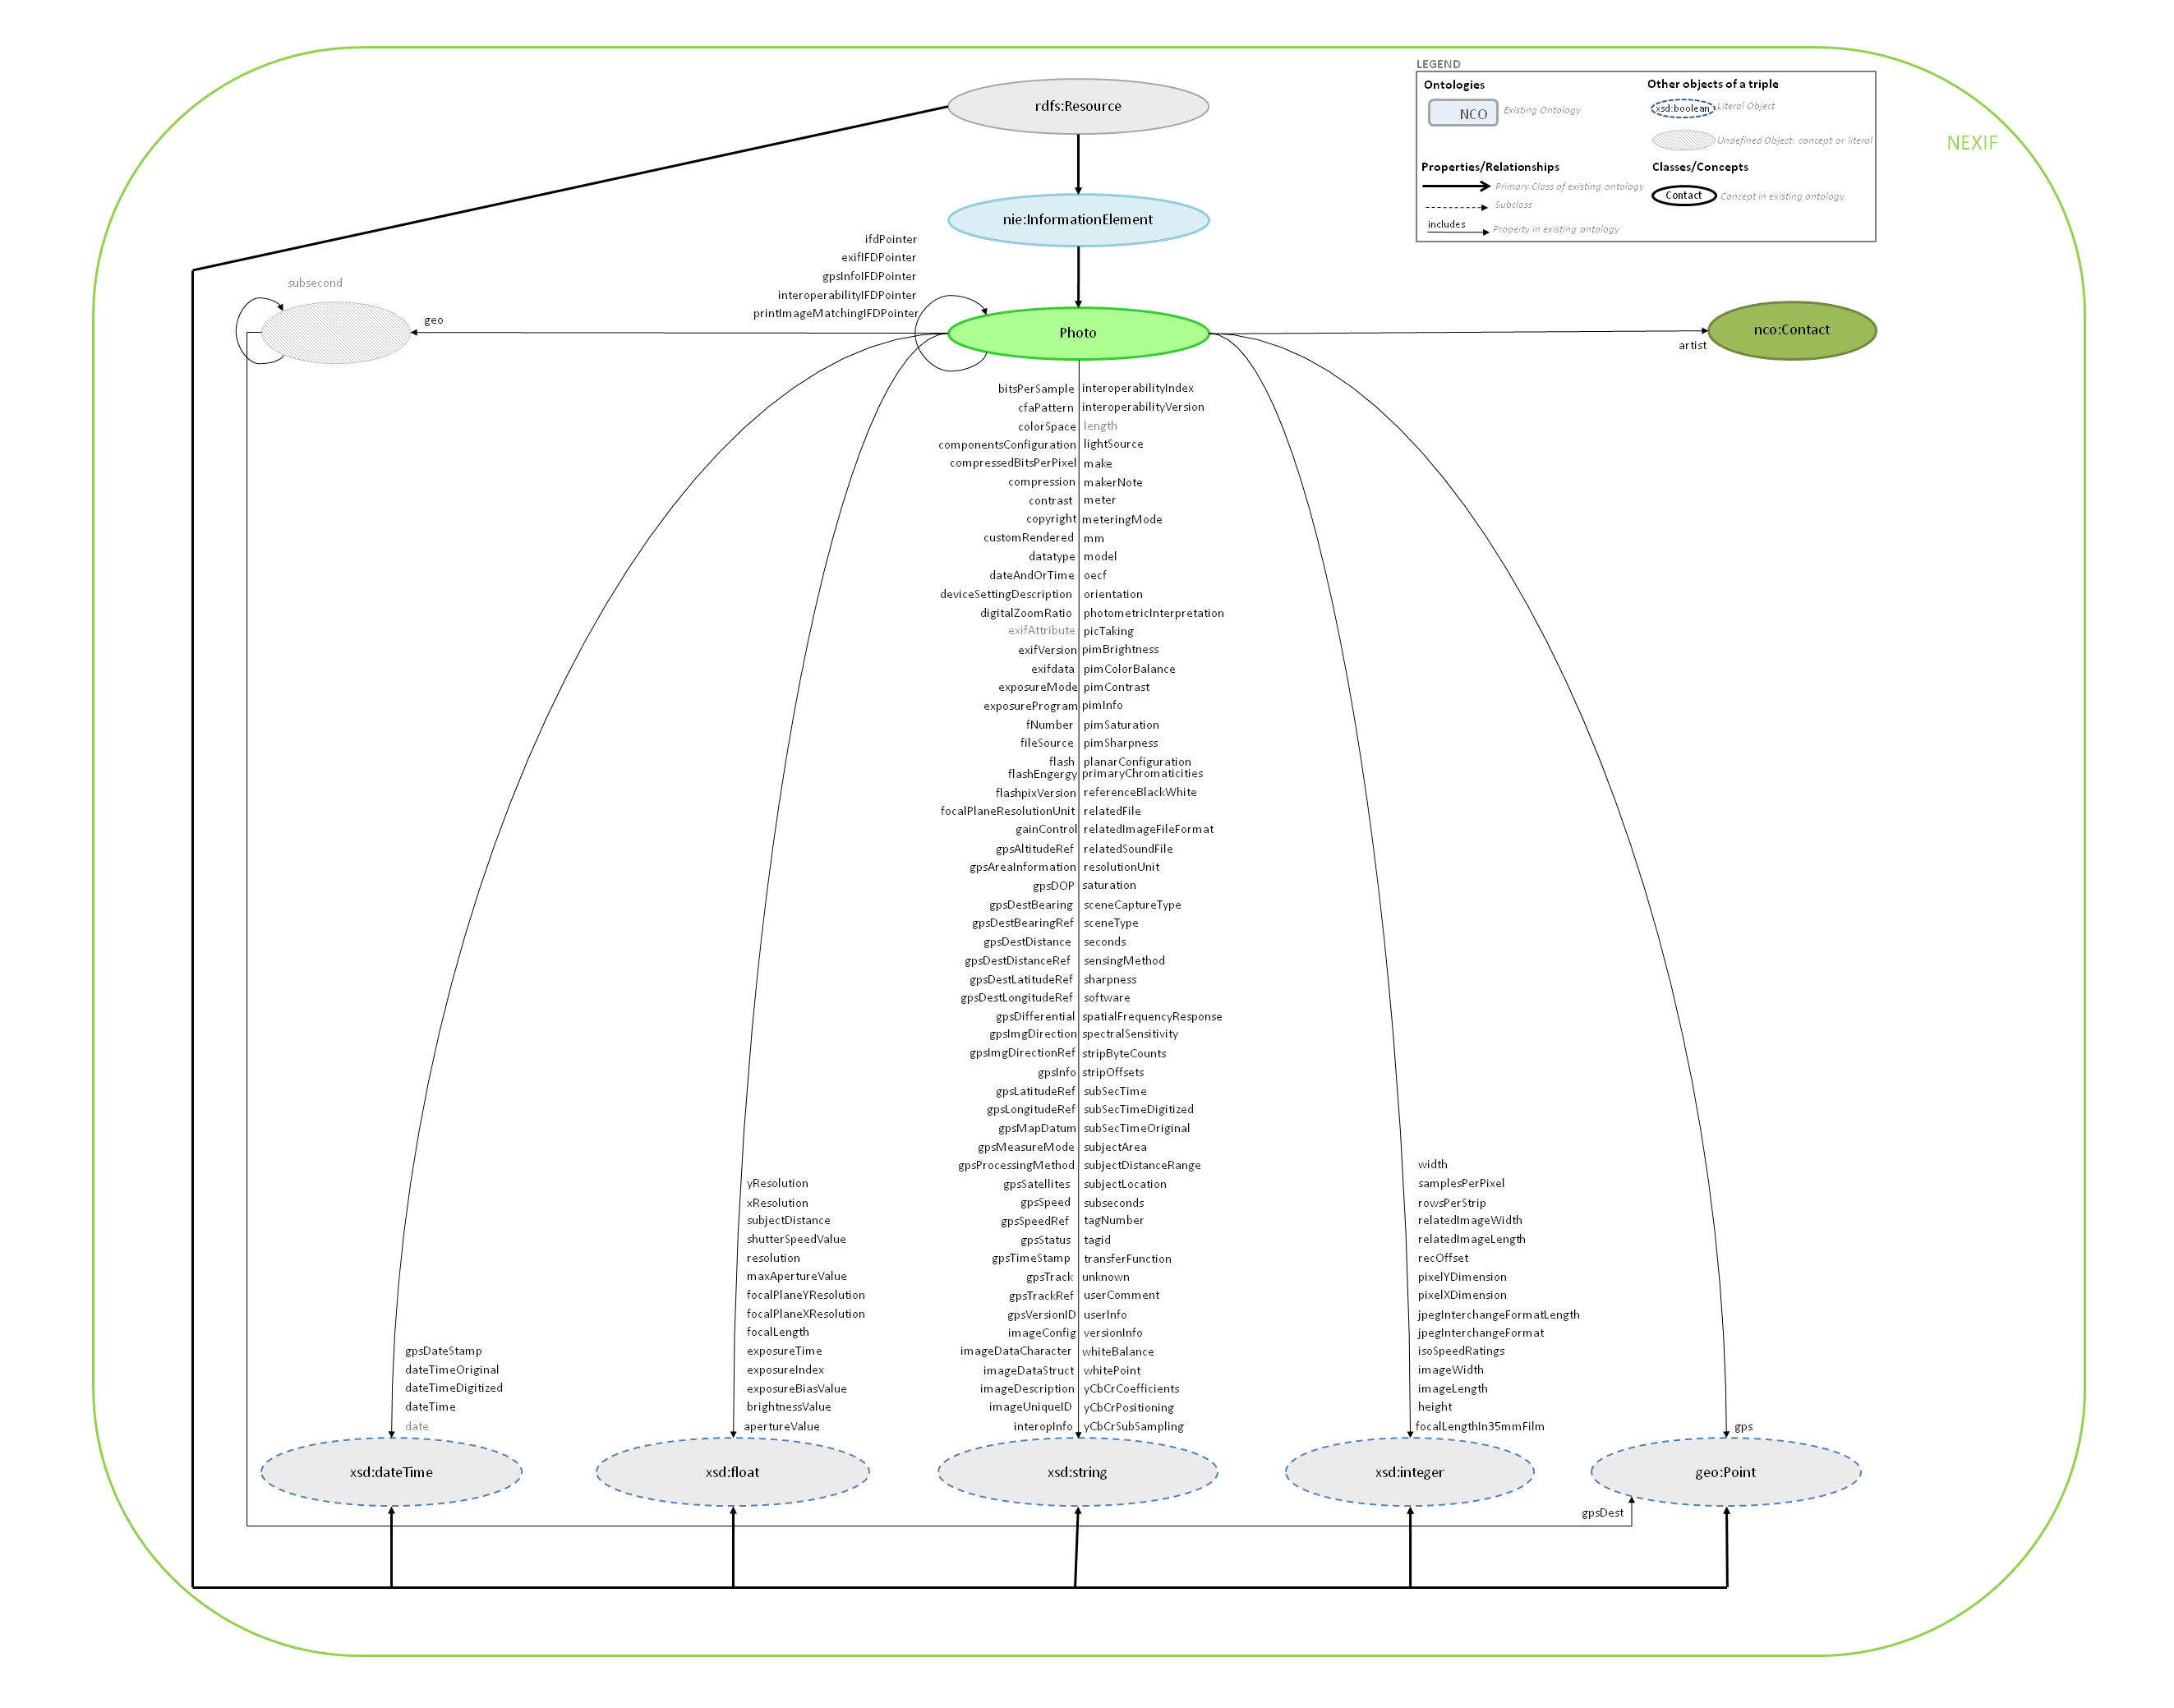 LEGEND
Ontologies
NCO
Existing Ontology
Other objects of a triple
xsd:boolean
Literal Object
Undefined Object: concept or literal
Properties/Relationships
Primary Class of existing ontology
Subclass
includes
Property in existing ontology
Classes/Concepts
Contact
Concept in existing ontology
NEXIF
rdfs:Resource
nie:InformationElement
ifdPointer
exifIFDPointer
gpsInfoIFDPointer
interoperabilityIFDPointer
printImageMatchingIFDPointer
subsecond
geo
Photo
nco:Contact
artist
bitsPerSample
cfaPattern
colorSpace
componentsConfiguration
compressedBitsPerPixel
compression
contrast
copyright
customRendered
datatype
dateAndOrTime
deviceSettingDescription
digitalZoomRatio
exifAttribute
exifVersion
exifdata
exposureMode
exposureProgram
fNumber
fileSource
flash
flashEngergy
flashpixVersion
focalPlaneResolutionUnit
gainControl
gpsAltitudeRef
gpsAreaInformation
gpsDOP
gpsDestBearing
gpsDestBearingRef
gpsDestDistance
gpsDestDistanceRef
gpsDestLatitudeRef
gpsDestLongitudeRef
gpsDifferential
gpsImgDirection
gpsImgDirectionRef
gpsInfo
gpsLatitudeRef
gpsLongitudeRef
gpsMapDatum
gpsMeasureMode
gpsProcessingMethod
gpsSatellites
gpsSpeed
gpsSpeedRef
gpsStatus
gpsTimeStamp
gpsTrack
gpsTrackRef
gpsVersionID
imageConfig
imageDataCharacter
imageDataStruct
imageDescription
imageUniqueID
interopInfo
interoperabilityIndex
interoperabilityVersion
length
lightSource
make
makerNote
meter
meteringMode
mm
model
oecf
orientation
photometricInterpretation
picTaking
pimBrightness
pimColorBalance
pimContrast
pimInfo
pimSaturation
pimSharpness
planarConfiguration
primaryChromaticities
referenceBlackWhite
relatedFile
relatedImageFileFormat
relatedSoundFile
resolutionUnit
saturation
sceneCaptureType
sceneType
seconds
sensingMethod
sharpness
software
spatialFrequencyResponse
spectralSensitivity
stripByteCounts
stripOffsets
subSecTime
subSecTimeDigitized
subSecTimeOriginal
subjectArea
subjectDistanceRange
subjectLocation
subseconds
tagNumber
tagid
transferFunction
unknown
userComment
userInfo
versionInfo
whiteBalance
whitePoint
yCbCrCoefficients
yCbCrPositioning
yCbCrSubSampling
gpsDateStamp
dateTimeOriginal
dateTimeDigitized
dateTime
date
yResolution
xResolution
subjectDistance
shutterSpeedValue
resolution
maxApertureValue
focalPlaneYResolution
focalPlaneXResolution
focalLength
exposureTime
exposureIndex
exposureBiasValue
brightnessValue
apertureValue
width
samplesPerPixel
rowsPerStrip
relatedImageWidth
relatedImageLength
recOffset
pixelYDimension
pixelXDimension
jpegInterchangeFormatLength
jpegInterchangeFormat
isoSpeedRatings
imageWidth
imageLength
height
focalLengthIn35mmFilm
gps
xsd:dateTime
xsd:float
xsd:string
xsd:integer
geo:Point
gpsDest